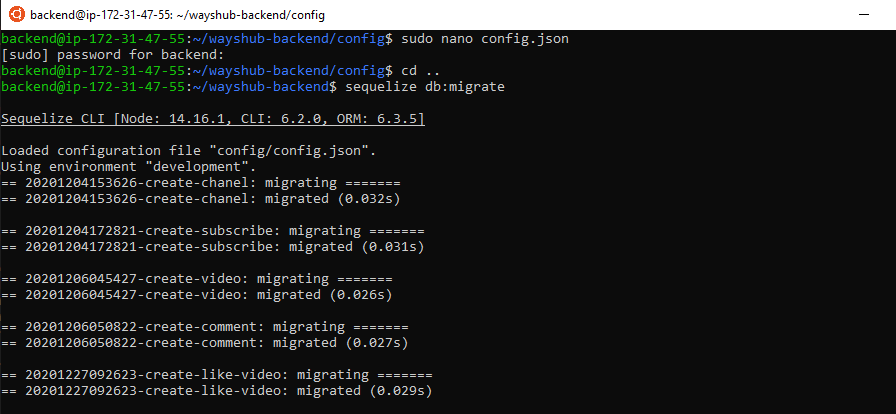 backend@ip-172-31-47-55: ~/wayshub-backend/config
backend@ip-172-31-47-55:~/wayshub-backend/config$ sudo nano config.json
[sudo] password for backend:
backend@ip-172-31-47-55:~/wayshub-backend/config$ cd ..
backend@ip-172-31-47-55:~/wayshub-backend$ sequelize db:migrate
Sequelize CLI [Node: 14.16.1, CLI: 6.2.0, ORM: 6.3.5]
Loaded configuration file "config/config.json".
Using environment "development".
== 20201204153626-create-chanel: migrating =======
== 20201204153626-create-chanel: migrated (0.032s)
== 20201204172821-create-subscribe: migrating =======
== 20201204172821-create-subscribe: migrated (0.031s)
== 20201206045427-create-video: migrating =======
== 20201206045427-create-video: migrated (0.026s)
== 20201206050822-create-comment: migrating =======
== 20201206050822-create-comment: migrated (0.027s)
== 20201227092623-create-like-video: migrating =======
== 20201227092623-create-like-video: migrated (0.029s)